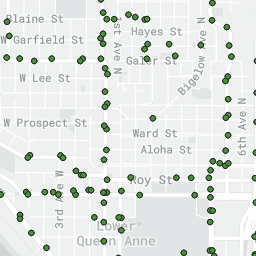 Blaine St
W Garfield St
1st Ave N
Hayes St
Galer St
Bigelow Ave N
W Lee St
W Prospect St
Ward St
Aloha St
6th Ave N
3rd Ave W
Roy St
Lower
Queen Anne